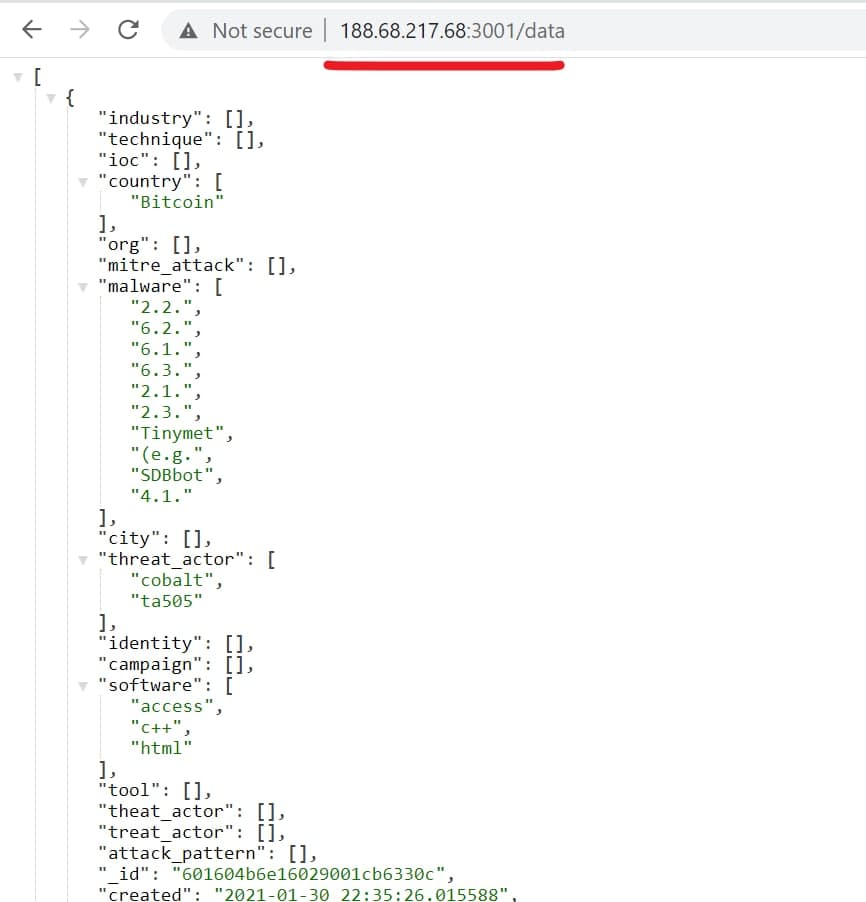 Not secure | 188.68.217.68:3001/data
[
{
"industry": [],
"technique": [],
"ioc": [],
"country": [
"Bitcoin"
],
"org": [],
"mitre_attack": [],
"malware": [
"2.2.",
"6.2.",
"6.1.",
"6.3.",
"2.1.",
"2.3.",
"Tinymet",
"(e.g.",
"SDBbot",
"4.1."
],
"city": [],
"threat_actor": [
"cobalt",
"ta505"
],
"identity": [],
"campaign": [],
"software": [
"access",
"c++",
"html"
],
"tool": [],
"theat_actor": [],
"treat_actor": [],
"attack_pattern": [],
"_id": "601604b6e16029001cb6330c",
"created": "2021-01-30 22:35:26.015588",